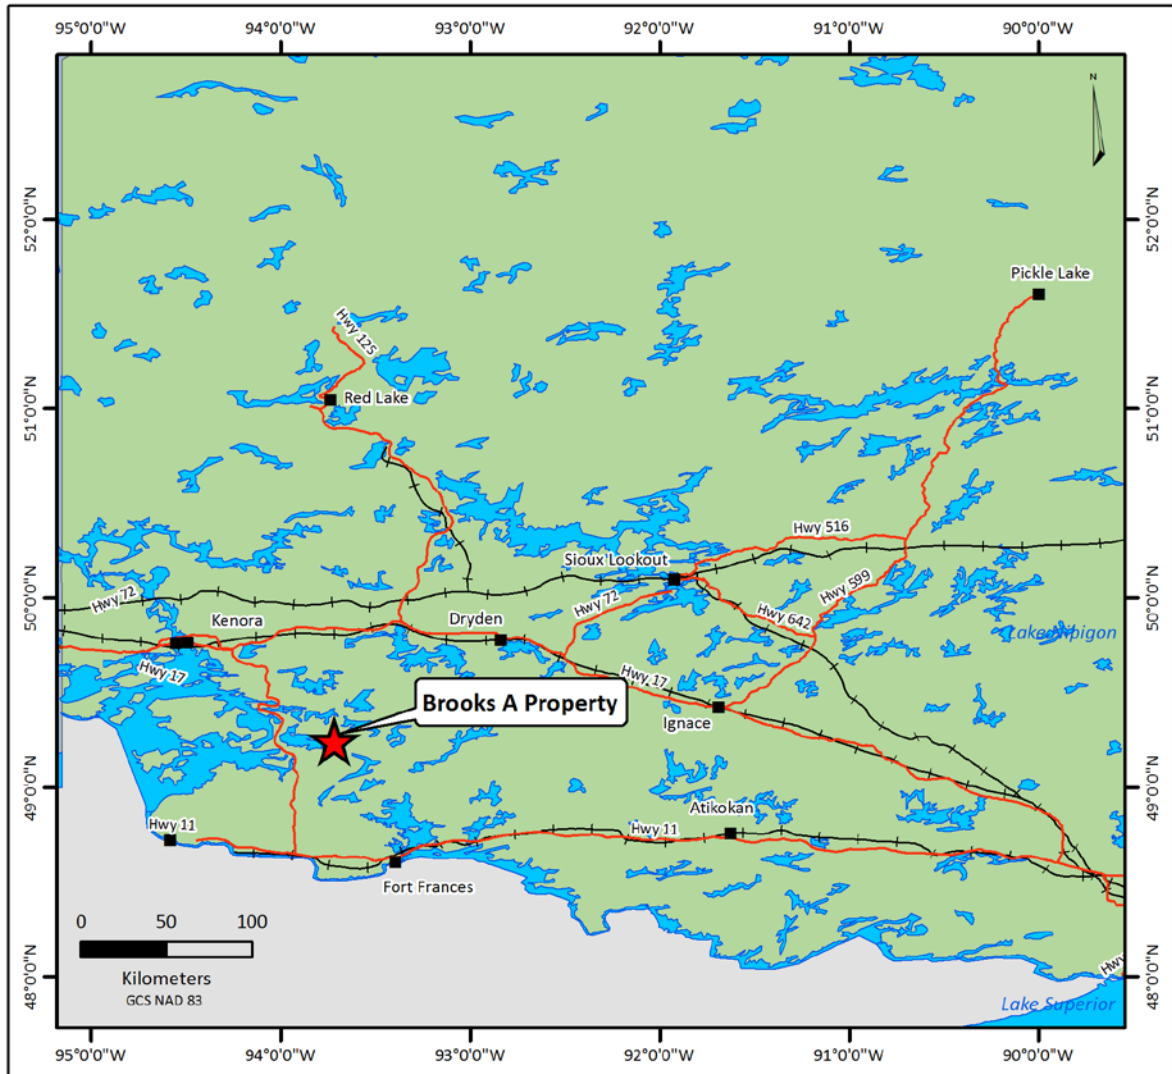 95°0'0"W 94°0'0"W 93°0'0"W 92°0'0"W 91°0'0"W 90°0'0"W
N
52°0'0"N
52°0'0"N
Pickle Lake
Hwy 125
Red Lake
51°0'0"N
51°0'0"N
Hwy 516
Sioux Lookout
Hwy 599
Hwy 72
Hwy 72
50°0'0"N
50°0'0"N
Kenora
Dryden
Hwy 642
Lake Nipigon
Hwy 17
Hwy 17
Brooks A Property
Ignace
49°0'0"N
49°0'0"N
Atikokan
Hwy 11
Hwy 11
Fort Frances
0 50 100
Kilometers
GCS NAD 83
48°0'0"N
48°0'0"N
Hwy
Lake Superior
95°0'0"W 94°0'0"W 93°0'0"W 92°0'0"W 91°0'0"W 90°0'0"W